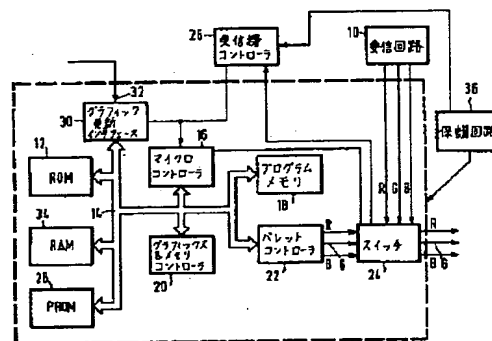 26
受信器
コントローラ
10
受信回路
36
保護回路
32
30
グラフィック
更新
インタフェース
12
ROM
16
マイクロ
コントローラ
プログラム
メモリ
18
R
G
B
14
34
RAM
グラフィックス
&メモリ
コントローラ
20
パレット
コントローラ
22
R
B
G
スイッチ
24
R
B
G
28
PROM